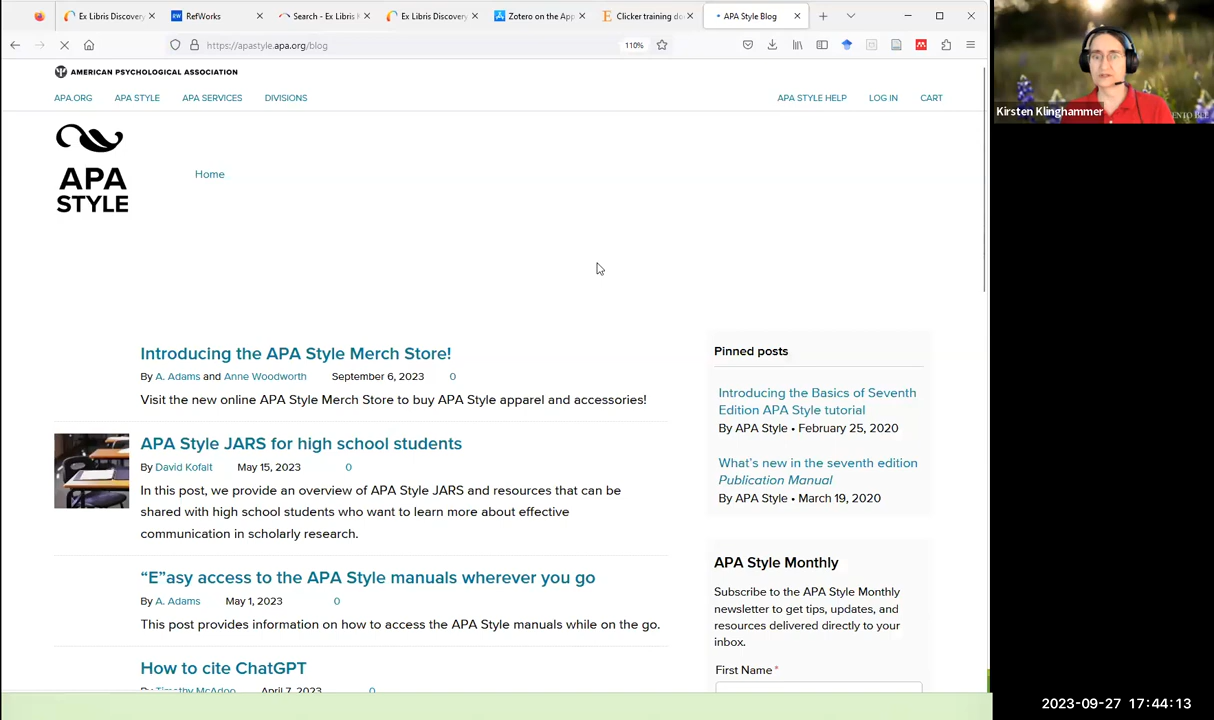 Ex Libris Discovery
RefWorks
Search - Ex Libris
Ex Libris Discovery
Zotero on the App
Clicker training do
APA Style Blog
https://apastyle.apa.org/blog
110%
AMERICAN PSYCHOLOGICAL ASSOCIATION
APA.ORG
APA STYLE
APA SERVICES
DIVISIONS
APA STYLE HELP
LOG IN
CART
APA
STYLE
Home
Introducing the APA Style Merch Store!
By A. Adams and Anne Woodworth September 6, 2023 0
Visit the new online APA Style Merch Store to buy APA Style apparel and accessories!
APA Style JARS for high school students
By David Kofalt May 15, 2023 0
In this post, we provide an overview of APA Style JARS and resources that can be
shared with high school students who want to learn more about effective
communication in scholarly research.
“E”asy access to the APA Style manuals wherever you go
By A. Adams May 1, 2023 0
This post provides information on how to access the APA Style manuals while on the go.
How to cite ChatGPT
By Timothy McAdoo April 7, 2023 0
Pinned posts
Introducing the Basics of Seventh
Edition APA Style tutorial
By APA Style • February 25, 2020
What’s new in the seventh edition
Publication Manual
By APA Style • March 19, 2020
APA Style Monthly
Subscribe to the APA Style Monthly
newsletter to get tips, updates, and
resources delivered directly to your
inbox.
First Name *
Kirsten Klinghammer
2023-09-27 17:44:13